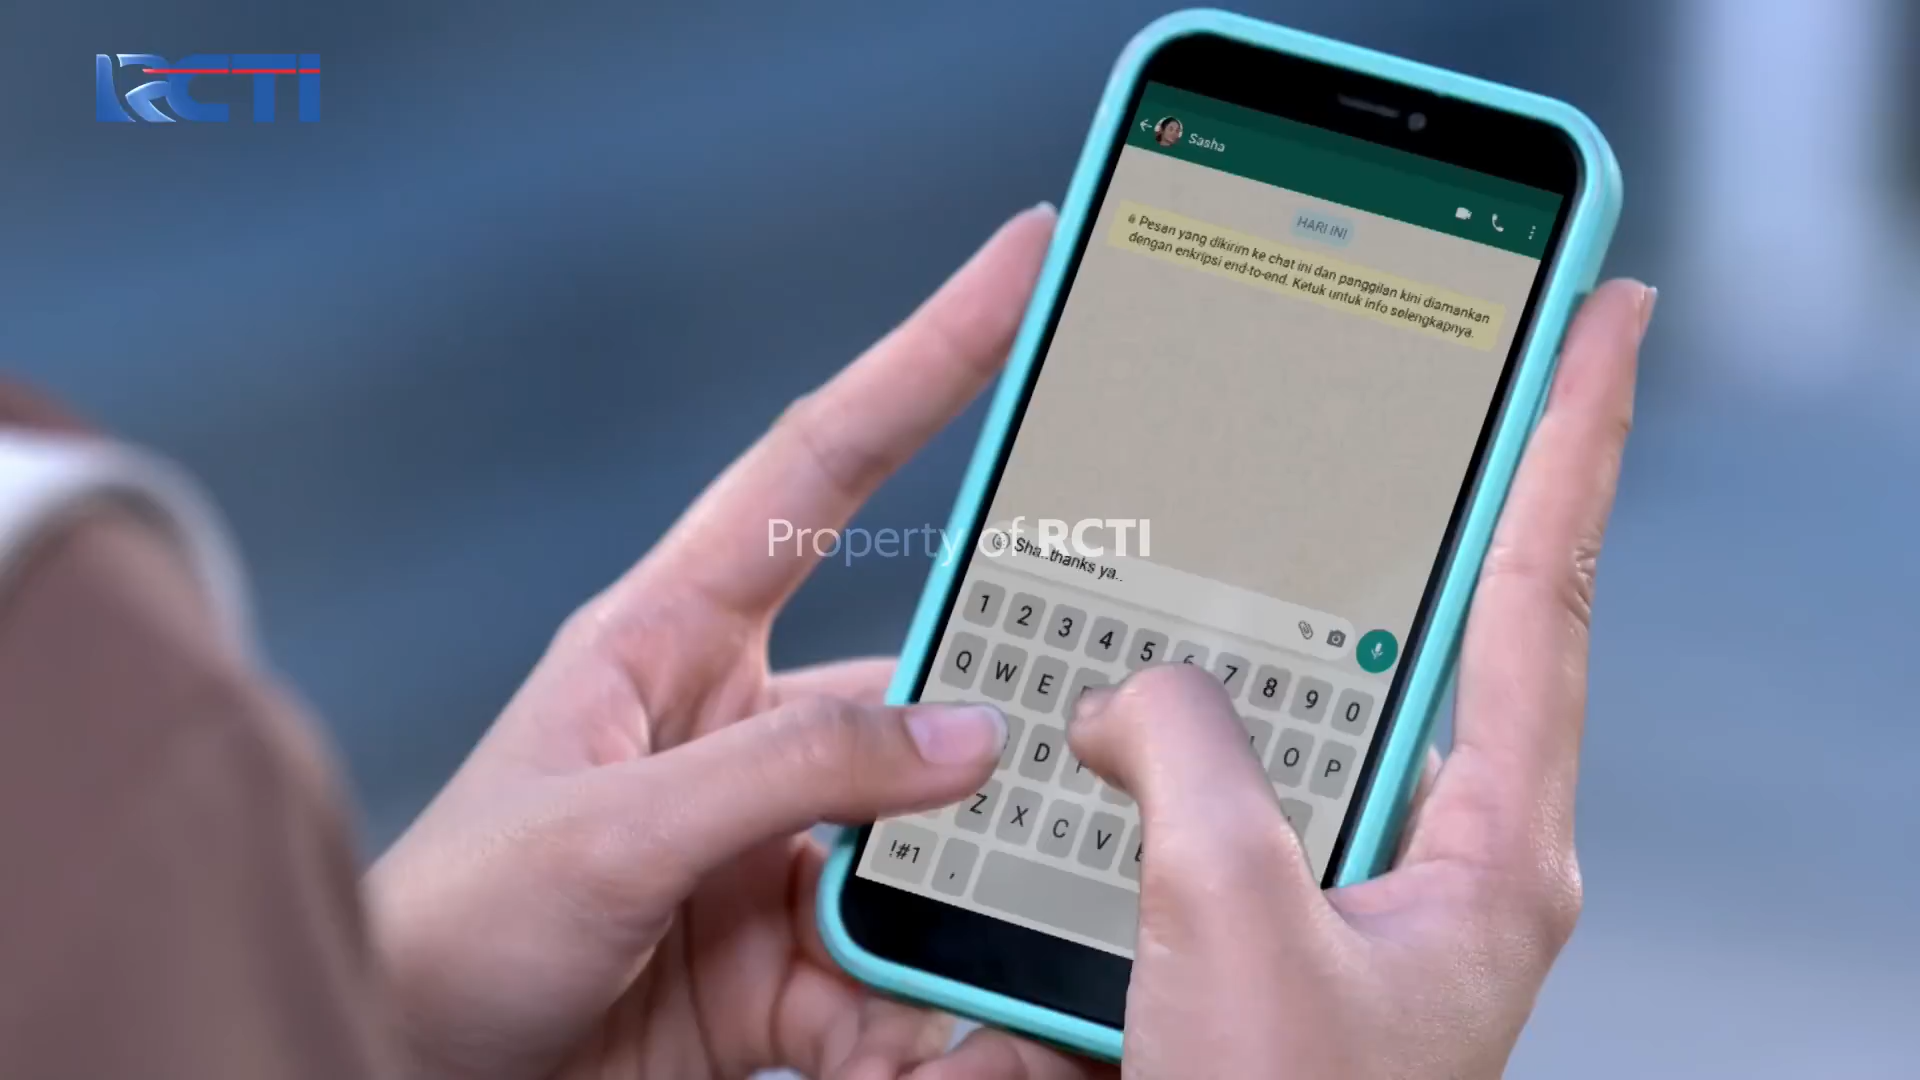 RCTI
Sasha
HARI INI
Pesan yang dikirim ke chat ini dan panggilan kini diamankan
dengan enkripsi end-to-end. Ketuk untuk info selengkapnya.
Property of RCTI
Sha..thanks ya..
1 2 3 4 5 6 7 8 9 0
Q W E O P
D
Z X C V
!#1 ,